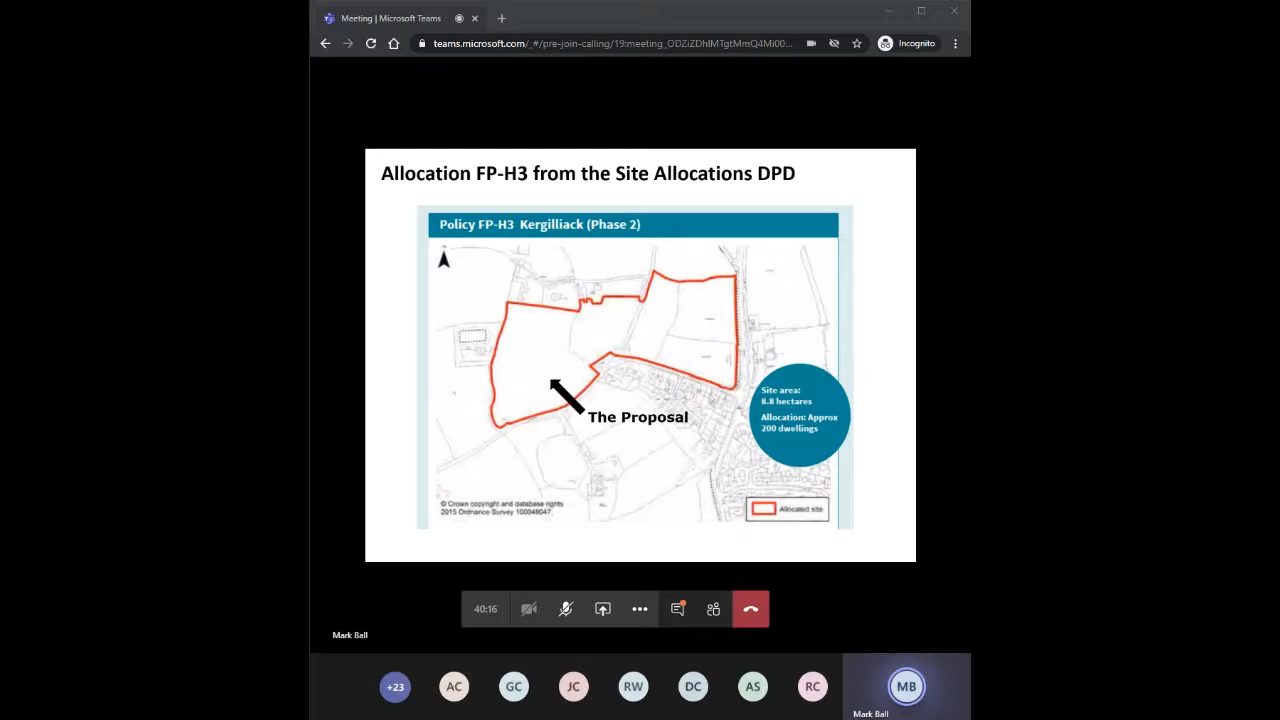 Meeting | Microsoft Teams
teams.microsoft.com/_#/pre-join-calling/19:meeting_ODZiZDhlMTgtMmQ4Mi00...
Incognito
Allocation FP-H3 from the Site Allocations DPD
Policy FP-H3 Kergilliack (Phase 2)
Site area:
8.8 hectares
Allocation: Approx
200 dwellings
The Proposal
© Crown copyright and database rights
2015 Ordnance Survey 100049047.
Allocated site
40:16
Mark Ball
+23
AC
GC
JC
RW
DC
AS
RC
MB
Mark Ball